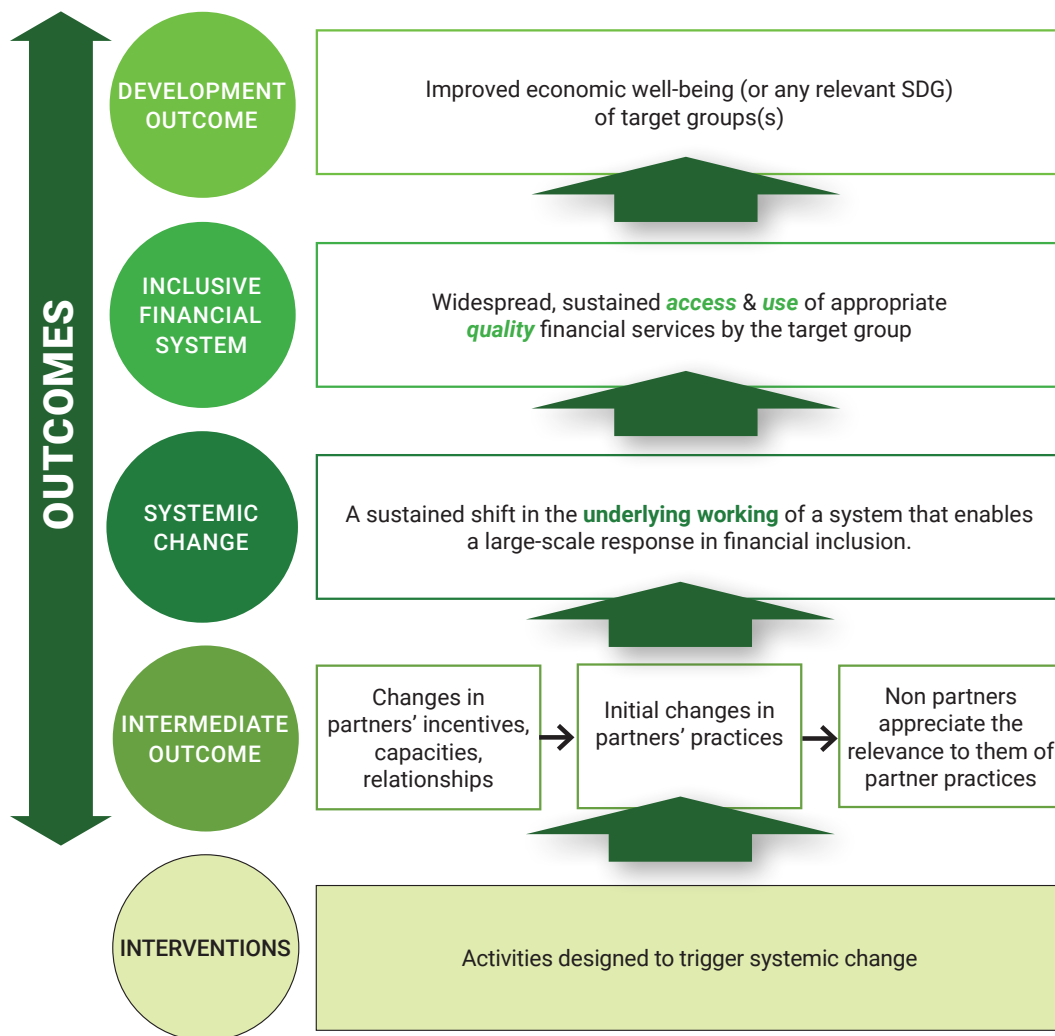 OUTCOMES
DEVELOPMENT
OUTCOME
Improved economic well-being (or any relevant SDG)
of target groups(s)
INCLUSIVE
FINANCIAL
SYSTEM
Widespread, sustained access & use of appropriate
quality financial services by the target group
SYSTEMIC
CHANGE
A sustained shift in the underlying working of a system that enables
a large-scale response in financial inclusion.
INTERMEDIATE
OUTCOME
Changes in
partners’ incentives,
capacities,
relationships
Initial changes in
partners’ practices
Non partners
appreciate the
relevance to them of
partner practices
INTERVENTIONS
Activities designed to trigger systemic change